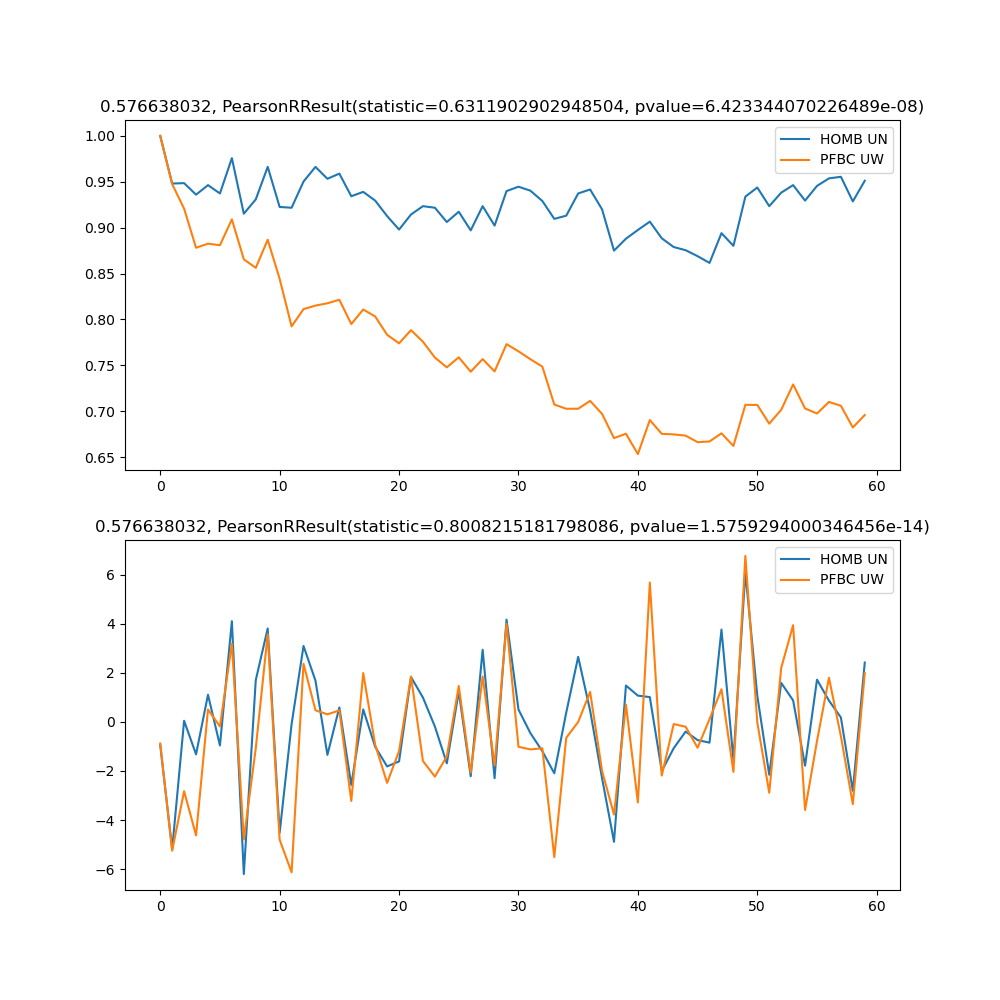 0.576638032, PearsonRResult(statistic=0.6311902902948504, pvalue=6.423344070226489e-08)
1.00
0.95
0.90
0.85
0.80
0.75
0.70
0.65
HOMB UN
PFBC UW
0 10 20 30 40 50 60
0.576638032, PearsonRResult(statistic=0.8008215181798086, pvalue=1.5759294000346456e-14)
6
4
2
0
−2
−4
−6
HOMB UN
PFBC UW
0 10 20 30 40 50 60